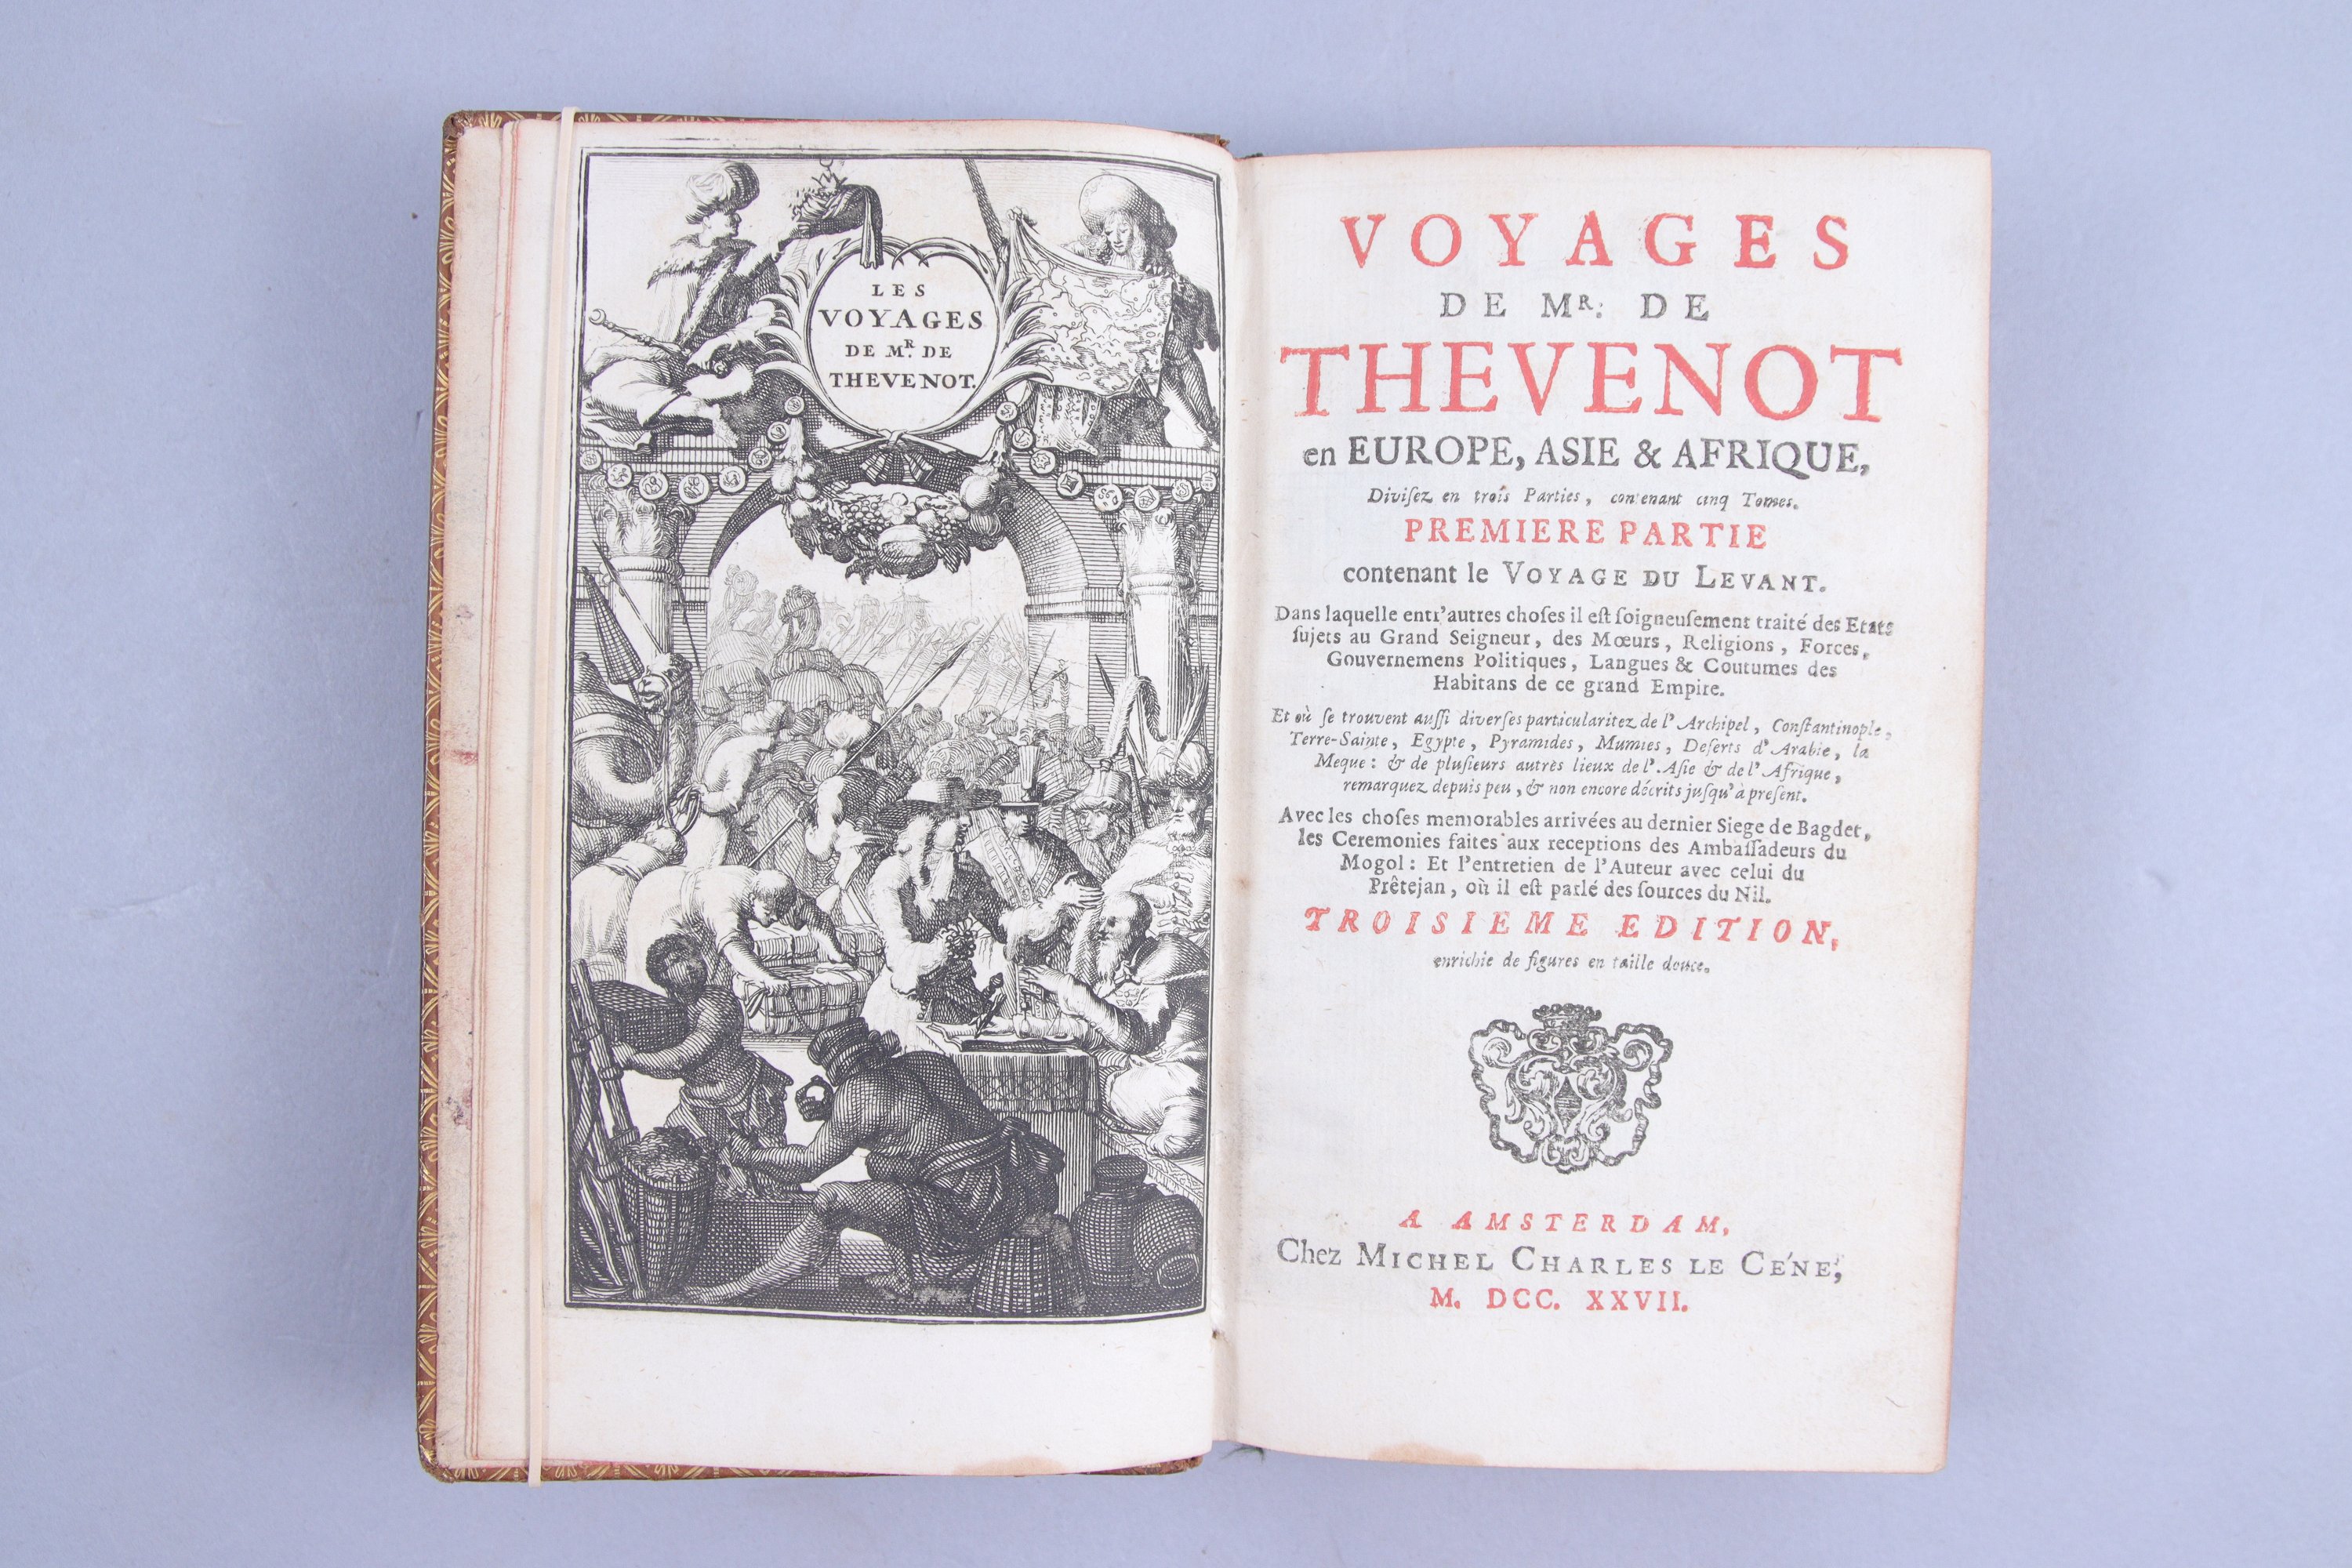 LES
VOYAGES
DE MR. DE
THEVENOT.
VOYAGES
DE MR: DE
THEVENOT
en EUROPE, ASIE & AFRIQUE,
Diviſez en trois Parties, contenant cinq Tomes.
PREMIERE PARTIE
contenant le VOYAGE DU LEVANT.
Dans laquelle entr'autres choſes il eſt ſoigneuſement traité des Etats
ſujets au Grand Seigneur, des Mœurs, Religions, Forces,
Gouvernemens Politiques, Langues & Coutumes des
Habitans de ce grand Empire.
Et où ſe trouvent auſſi diverſes particularitez de l'Archipel, Conſtantinople,
Terre-Sainte, Egypte, Pyramides, Mumies, Deſerts d'Arabie, la
Meque: & de pluſieurs autres lieux de l'Aſie & de l'Afrique,
remarquez depuis peu, & non encore décrits juſqu'à preſent.
Avec les choſes memorables arrivées au dernier Siege de Bagdet,
les Ceremonies faites aux receptions des Ambaſſadeurs du
Mogol: Et l'entretien de l'Auteur avec celui du
Prêtejan, où il eſt parlé des ſources du Nil.
TROISIEME EDITION,
enrichie de figures en taille douce.
A AMSTERDAM,
Chez MICHEL CHARLES LE CÉNE,
M. DCC. XXVII.